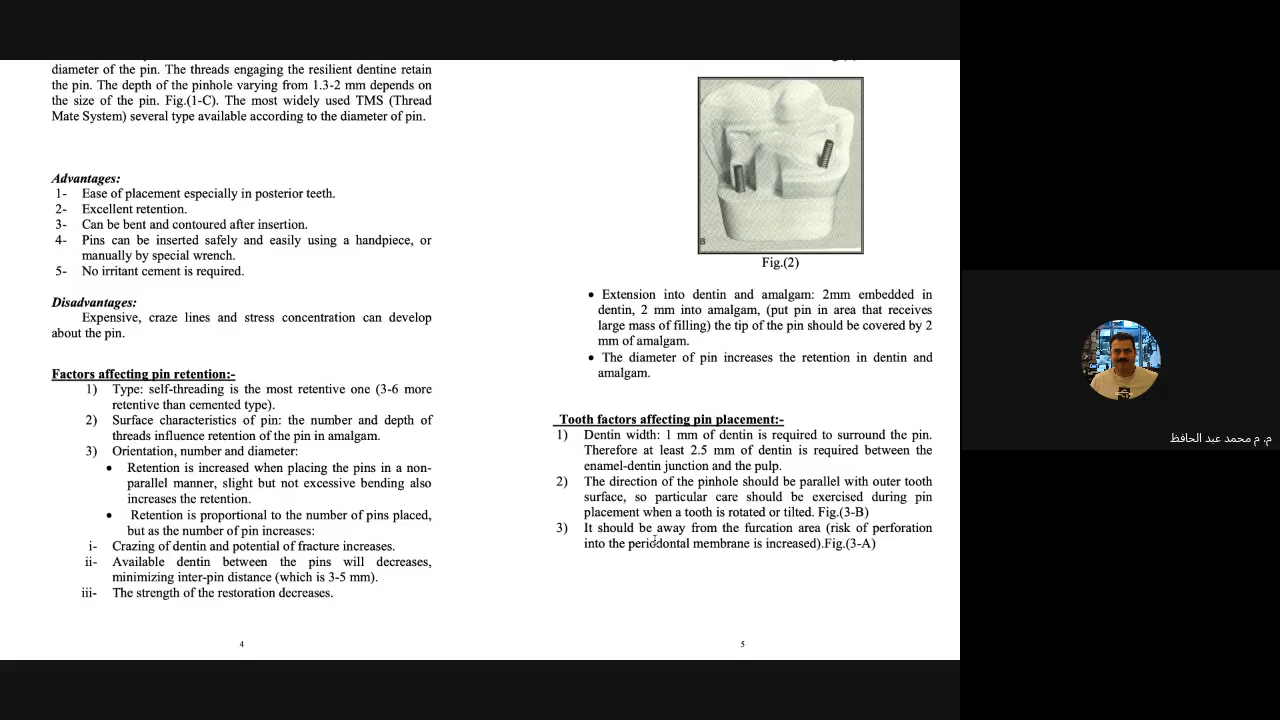 diameter of the pin. The threads engaging the resilient dentine retain
the pin. The depth of the pinhole varying from 1.3-2 mm depends on
the size of the pin. Fig.(1-C). The most widely used TMS (Thread
Mate System) several type available according to the diameter of pin.
Advantages:
1- Ease of placement especially in posterior teeth.
2- Excellent retention.
3- Can be bent and contoured after insertion.
4- Pins can be inserted safely and easily using a handpiece, or
manually by special wrench.
5- No irritant cement is required.
Disadvantages:
Expensive, craze lines and stress concentration can develop
about the pin.
Factors affecting pin retention:-
1) Type: self-threading is the most retentive one (3-6 more
retentive than cemented type).
2) Surface characteristics of pin: the number and depth of
threads influence retention of the pin in amalgam.
3) Orientation, number and diameter:
• Retention is increased when placing the pins in a non-
parallel manner, slight but not excessive bending also
increases the retention.
• Retention is proportional to the number of pins placed,
but as the number of pin increases:
i- Crazing of dentin and potential of fracture increases.
ii- Available dentin between the pins will decreases,
minimizing inter-pin distance (which is 3-5 mm).
iii- The strength of the restoration decreases.
4
B
Fig.(2)
• Extension into dentin and amalgam: 2mm embedded in
dentin, 2 mm into amalgam, (put pin in area that receives
large mass of filling) the tip of the pin should be covered by 2
mm of amalgam.
• The diameter of pin increases the retention in dentin and
amalgam.
Tooth factors affecting pin placement:-
1) Dentin width: 1 mm of dentin is required to surround the pin.
Therefore at least 2.5 mm of dentin is required between the
enamel-dentin junction and the pulp.
2) The direction of the pinhole should be parallel with outer tooth
surface, so particular care should be exercised during pin
placement when a tooth is rotated or tilted. Fig.(3-B)
3) It should be away from the furcation area (risk of perforation
into the periodontal membrane is increased).Fig.(3-A)
5
م. م محمد عبد الحافظ